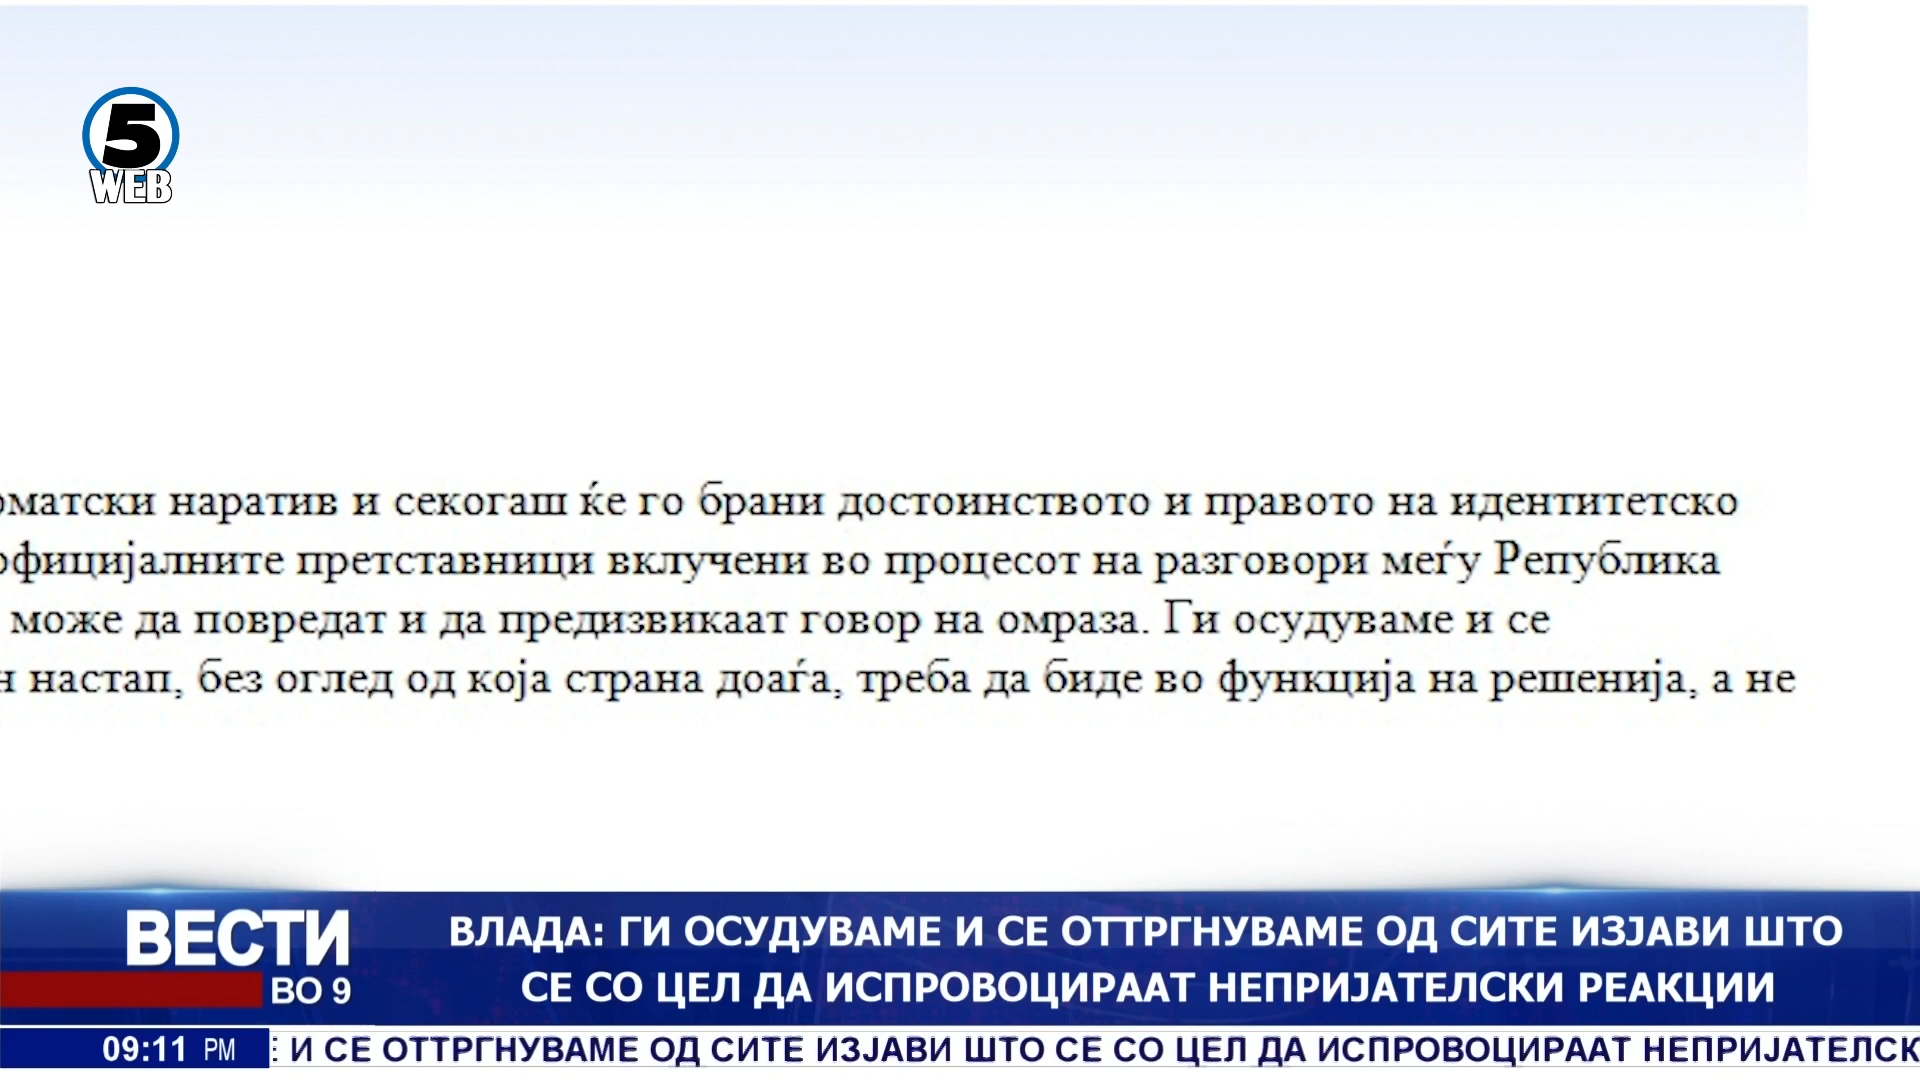 5
WEB
наратив и секогаш ќе го брани достоинството и правото на идентитетско
официјалните претставници вклучени во процесот на разговори меѓу Република
може да повредат и да предизвикаат говор на омраза. Ги осудуваме и се
настап, без оглед од која страна доаѓа, треба да биде во функција на решенија, а не
ВЕСТИ
ВО 9
ВЛАДА: ГИ ОСУДУВАМЕ И СЕ ОТТРГНУВАМЕ ОД СИТЕ ИЗЈАВИ ШТО
СЕ СО ЦЕЛ ДА ИСПРОВОЦИРААТ НЕПРИЈАТЕЛСКИ РЕАКЦИИ
09:11 PM
И СЕ ОТТРГНУВАМЕ ОД СИТЕ ИЗЈАВИ ШТО СЕ СО ЦЕЛ ДА ИСПРОВОЦИРААТ НЕПРИЈАТЕЛСК